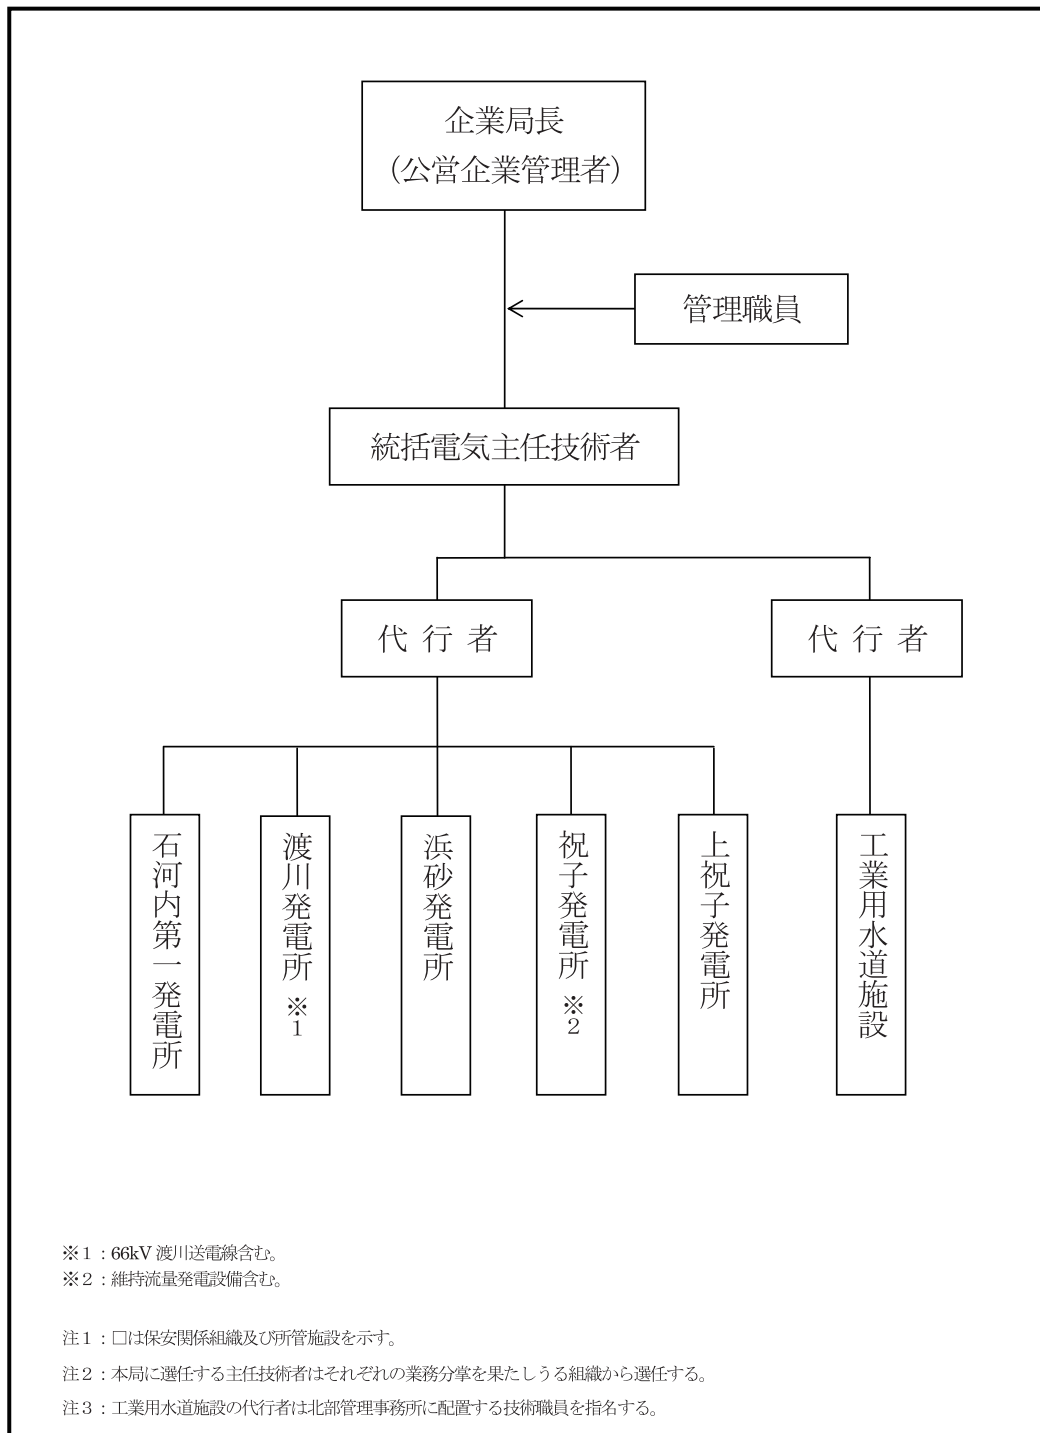 企業局長
（公営企業管理者）
管理職員
統括電気主任技術者
代 行 者
代 行 者
石河内第一発電所
渡川発電所 ※1
浜砂発電所
祝子発電所 ※2
上祝子発電所
工業用水道施設
※１：66kV 渡川送電線含む。
※２：維持流量発電設備含む。
注１：□は保安関係組織及び所管施設を示す。
注２：本局に選任する主任技術者はそれぞれの業務分掌を果たしうる組織から選任する。
注３：工業用水道施設の代行者は北部管理事務所に配置する技術職員を指名する。